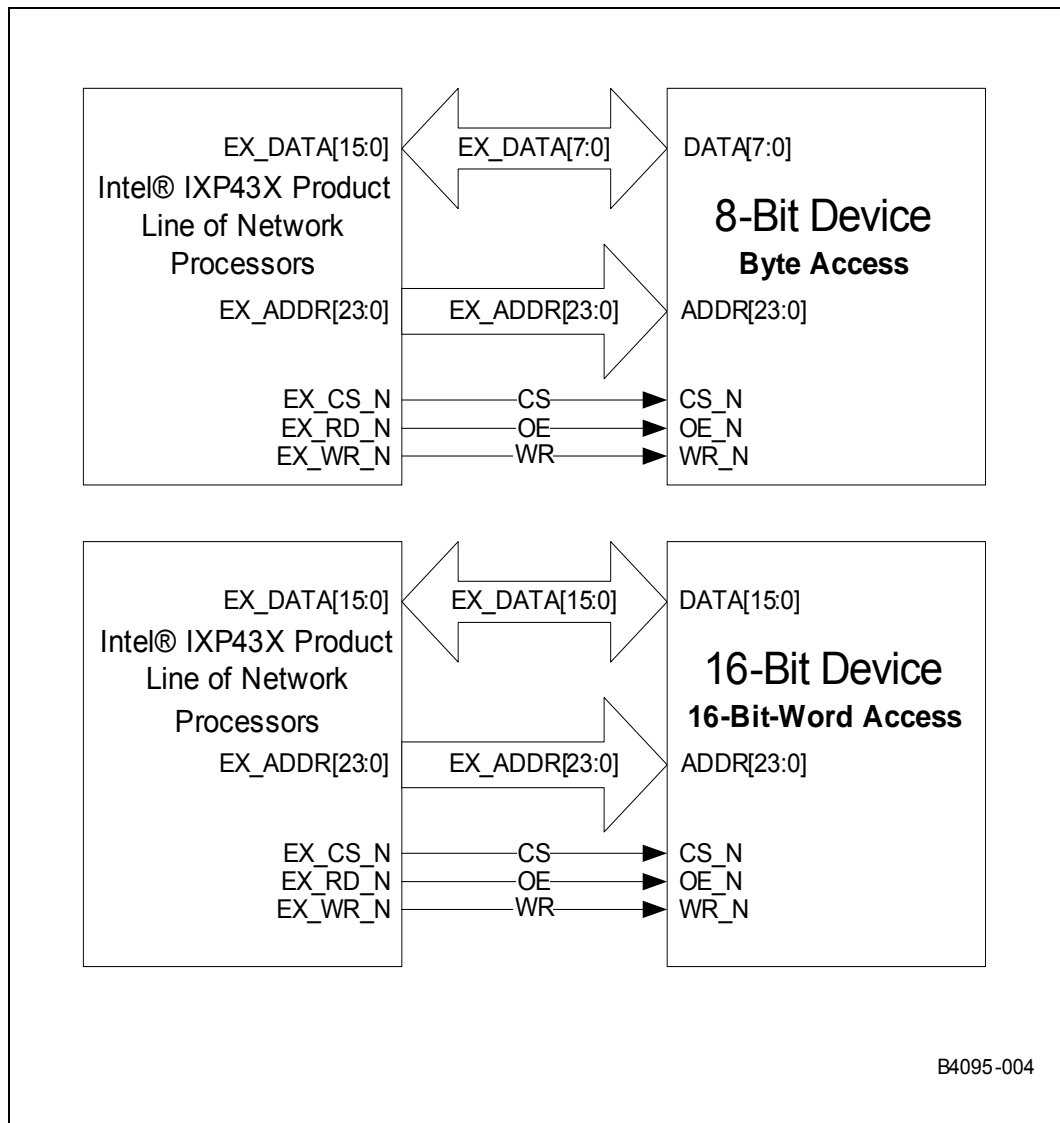 EX_DATA[15:0]
EX_DATA[7:0]
DATA[7:0]
Intel® IXP43X Product
Line of Network
Processors
8-Bit Device
Byte Access
EX_ADDR[23:0]
EX_ADDR[23:0]
ADDR[23:0]
EX_CS_N
CS
CS_N
EX_RD_N
OE
OE_N
EX_WR_N
WR
WR_N
EX_DATA[15:0]
EX_DATA[15:0]
DATA[15:0]
Intel® IXP43X Product
Line of Network
Processors
16-Bit Device
16-Bit-Word Access
EX_ADDR[23:0]
EX_ADDR[23:0]
ADDR[23:0]
EX_CS_N
CS
CS_N
EX_RD_N
OE
OE_N
EX_WR_N
WR
WR_N
B4095-004